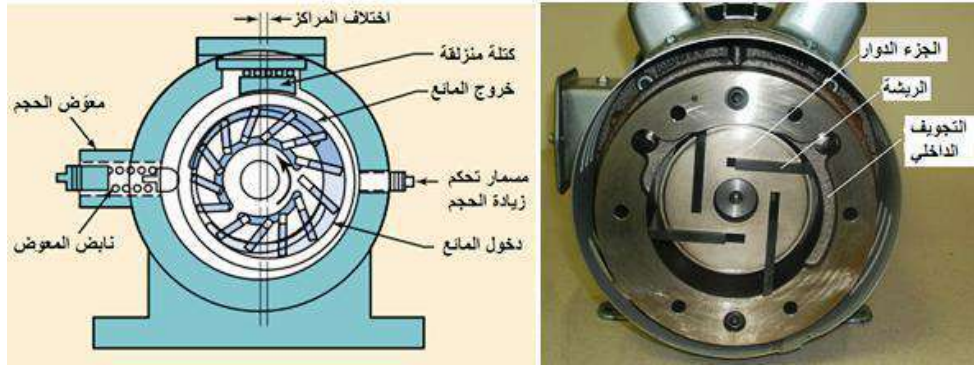 اختلاف المراكز
كتلة منزلقة
خروج المائع
معوّض الحجم
مسمار تحكم
زيادة الحجم
نابض المعوض
دخول المائع
الجزء الدوار
الريشة
التجويف
الداخلي